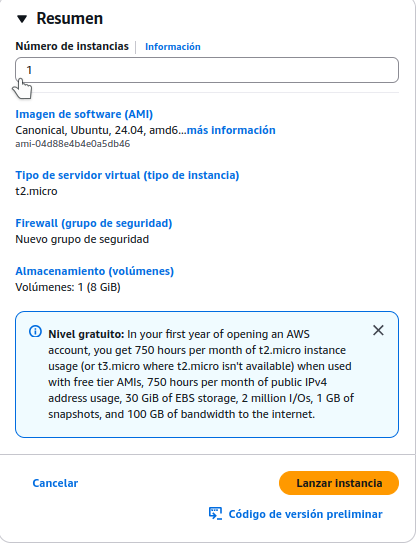 Resumen
Número de instancias | Información
1
Imagen de software (AMI)
Canonical, Ubuntu, 24.04, amd6...más información
ami-04d88e4b4e0a5db46
Tipo de servidor virtual (tipo de instancia)
t2.micro
Firewall (grupo de seguridad)
Nuevo grupo de seguridad
Almacenamiento (volúmenes)
Volúmenes: 1 (8 GiB)
Nivel gratuito: In your first year of opening an AWS
account, you get 750 hours per month of t2.micro instance
usage (or t3.micro where t2.micro isn't available) when used
with free tier AMIs, 750 hours per month of public IPv4
address usage, 30 GiB of EBS storage, 2 million I/Os, 1 GB of
snapshots, and 100 GB of bandwidth to the internet.
Cancelar
Lanzar instancia
Código de versión preliminar